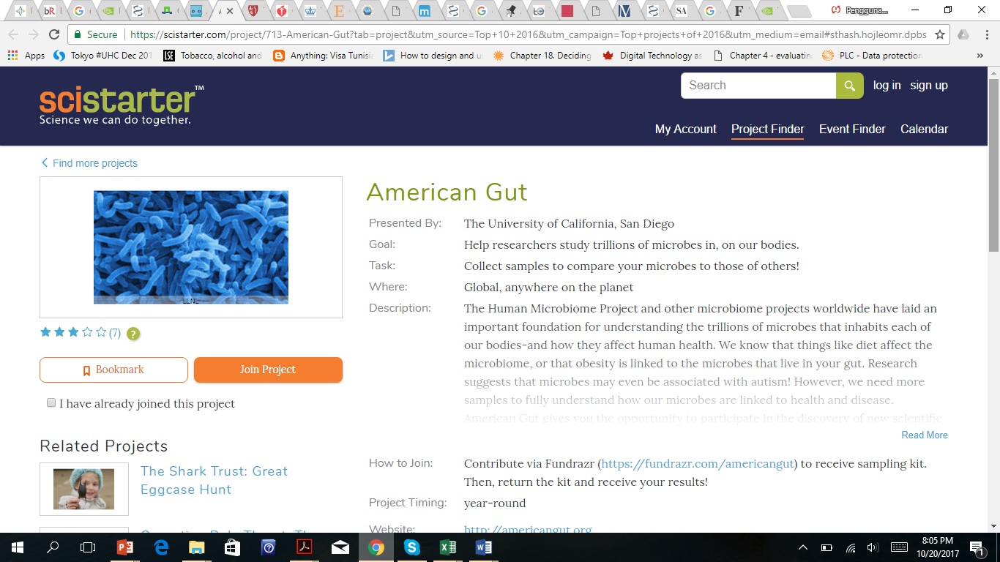 bR
SA
F
Pengguna...
Secure
https://scistarter.com/project/713-American-Gut?tab=project&utm_source=Top+10+2016&utm_campaign=Top+projects+of+2016&utm_medium=email#sthash.hojleomr.dpbs
Apps
Tokyo #UHC Dec 201
LSE Tobacco, alcohol and
Anything: Visa Tunisia
How to design and us
Chapter 18. Deciding
Digital Technology as
Chapter 4 - evaluatin
PLC - Data protection
»
scistarter™
Science we can do together.
Search
log in
sign up
My Account
Project Finder
Event Finder
Calendar
Find more projects
LLNL
(7)
?
Bookmark
Join Project
I have already joined this project
Related Projects
The Shark Trust: Great
Eggcase Hunt
American Gut
Presented By: The University of California, San Diego
Goal: Help researchers study trillions of microbes in, on our bodies.
Task: Collect samples to compare your microbes to those of others!
Where: Global, anywhere on the planet
Description: The Human Microbiome Project and other microbiome projects worldwide have laid an
important foundation for understanding the trillions of microbes that inhabits each of
our bodies-and how they affect human health. We know that things like diet affect the
microbiome, or that obesity is linked to the microbes that live in your gut. Research
suggests that microbes may even be associated with autism! However, we need more
samples to fully understand how our microbes are linked to health and disease.
American Gut gives you the opportunity to participate in the discovery of new scientific
Read More
How to Join: Contribute via Fundrazr (https://fundrazr.com/americangut) to receive sampling kit.
Then, return the kit and receive your results!
Project Timing: year-round
Website: http://americangut.org
8:05 PM
10/20/2017
1